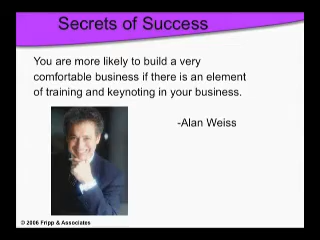 Secrets of Success
You are more likely to build a very
comfortable business if there is an element
of training and keynoting in your business.
-Alan Weiss
© 2006 Fripp & Associates